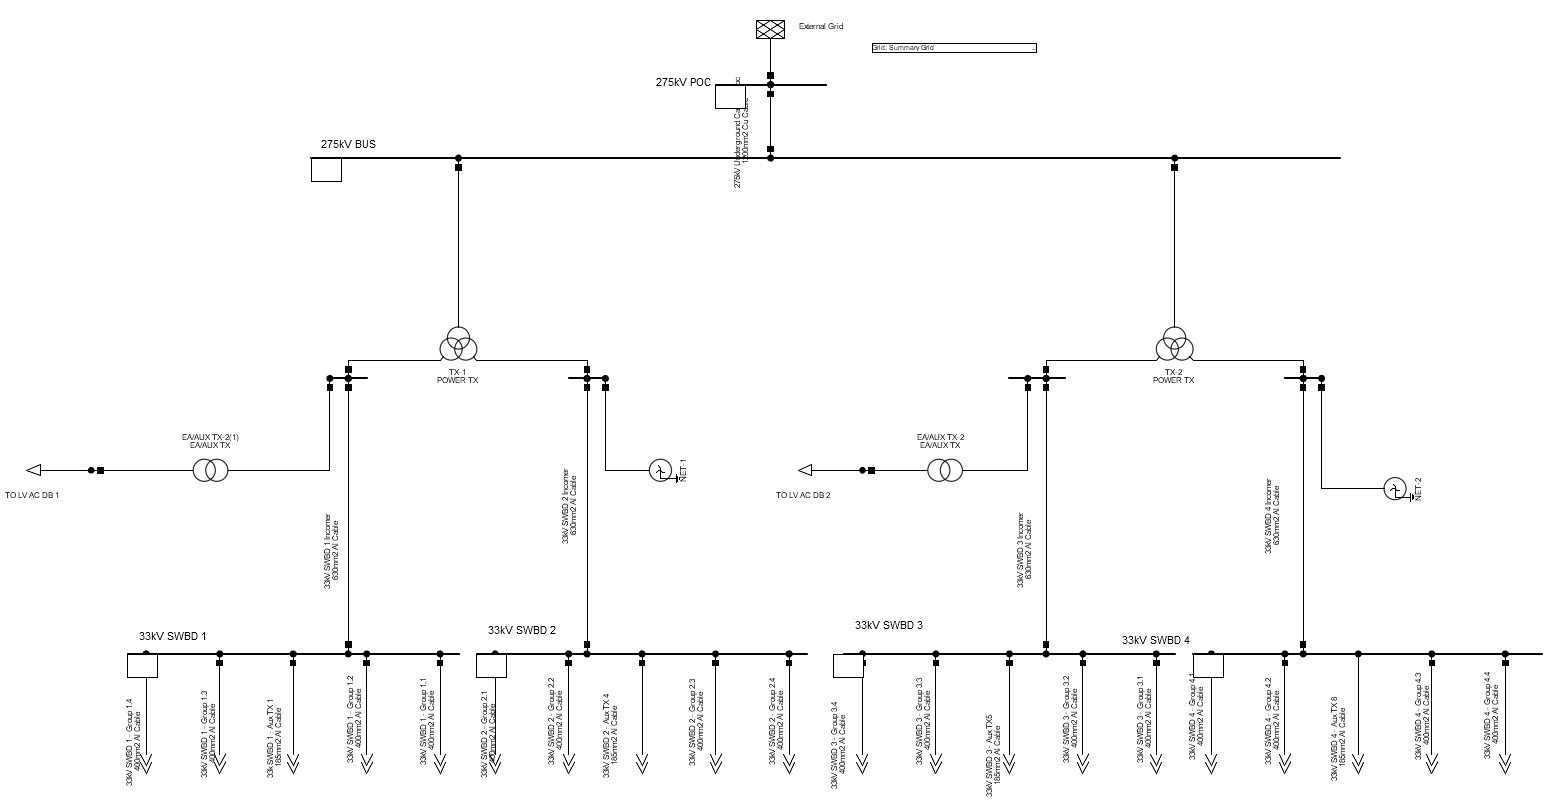 External Grid
Grid: Summary Grid
275kV POC
275kV Underground Ca
1200mm2 Cu Cable
275kV BUS
TX-1
POWER TX
TX-2
POWER TX
EA/AUX TX-2(1)
EA/AUX TX
EA/AUX TX-2
EA/AUX TX
TO LV AC DB 1
NET-1
TO LV AC DB 2
NET-2
33kV SWBD 1 Incomer
630mm2 Al Cable
33kV SWBD 2 Incomer
630mm2 Al Cable
33kV SWBD 3 Incomer
630mm2 Al Cable
33kV SWBD 4 Incomer
630mm2 Al Cable
33kV SWBD 1
33kV SWBD 2
33kV SWBD 3
33kV SWBD 4
33kV SWBD 1 - Group 1.4
400mm2 Al Cable
33kV SWBD 1 - Group 1.3
400mm2 Al Cable
33k SWBD 1 - Aux TX 1
185mm2 Al Cable
33kV SWBD 1 - Group 1.2
400mm2 Al Cable
33kV SWBD 1 - Group 1.1
400mm2 Al Cable
33kV SWBD 2 - Group 2.1
400mm2 Al Cable
33kV SWBD 2 - Group 2.2
400mm2 Al Cable
33kV SWBD 2 - Aux TX 4
185mm2 Al Cable
33kV SWBD 2 - Group 2.3
400mm2 Al Cable
33kV SWBD 2 - Group 2.4
400mm2 Al Cable
33kV SWBD 3 - Group 3.4
400mm2 Al Cable
33kV SWBD 3 - Group 3.3
400mm2 Al Cable
33kV SWBD 3 - Aux TX5
185mm2 Al Cable
33kV SWBD 3 - Group 3.2
400mm2 Al Cable
33kV SWBD 3 - Group 3.1
400mm2 Al Cable
33kV SWBD 4 - Group 4.1
400mm2 Al Cable
33kV SWBD 4 - Group 4.2
400mm2 Al Cable
33kV SWBD 4 - Aux TX 8
185mm2 Al Cable
33kV SWBD 4 - Group 4.3
400mm2 Al Cable
33kV SWBD 4 - Group 4.4
400mm2 Al Cable